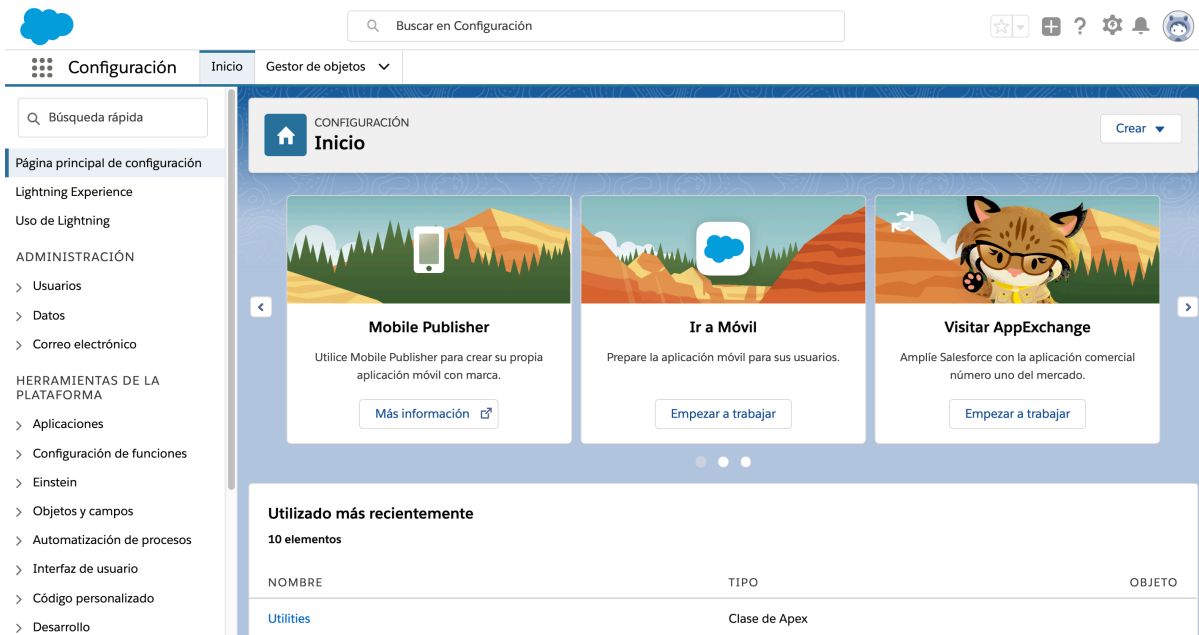 Buscar en Configuración
Configuración
Inicio
Gestor de objetos
Búsqueda rápida
Página principal de configuración
Lightning Experience
Uso de Lightning
ADMINISTRACIÓN
Usuarios
Datos
Correo electrónico
HERRAMIENTAS DE LA
PLATAFORMA
Aplicaciones
Configuración de funciones
Einstein
Objetos y campos
Automatización de procesos
Interfaz de usuario
Código personalizado
Desarrollo
CONFIGURACIÓN
Inicio
Crear
Mobile Publisher
Utilice Mobile Publisher para crear su propia
aplicación móvil con marca.
Más información
Ir a Móvil
Prepare la aplicación móvil para sus usuarios.
Empezar a trabajar
Visitar AppExchange
Amplíe Salesforce con la aplicación comercial
número uno del mercado.
Empezar a trabajar
Utilizado más recientemente
10 elementos
NOMBRE TIPO OBJETO
Utilities Clase de Apex